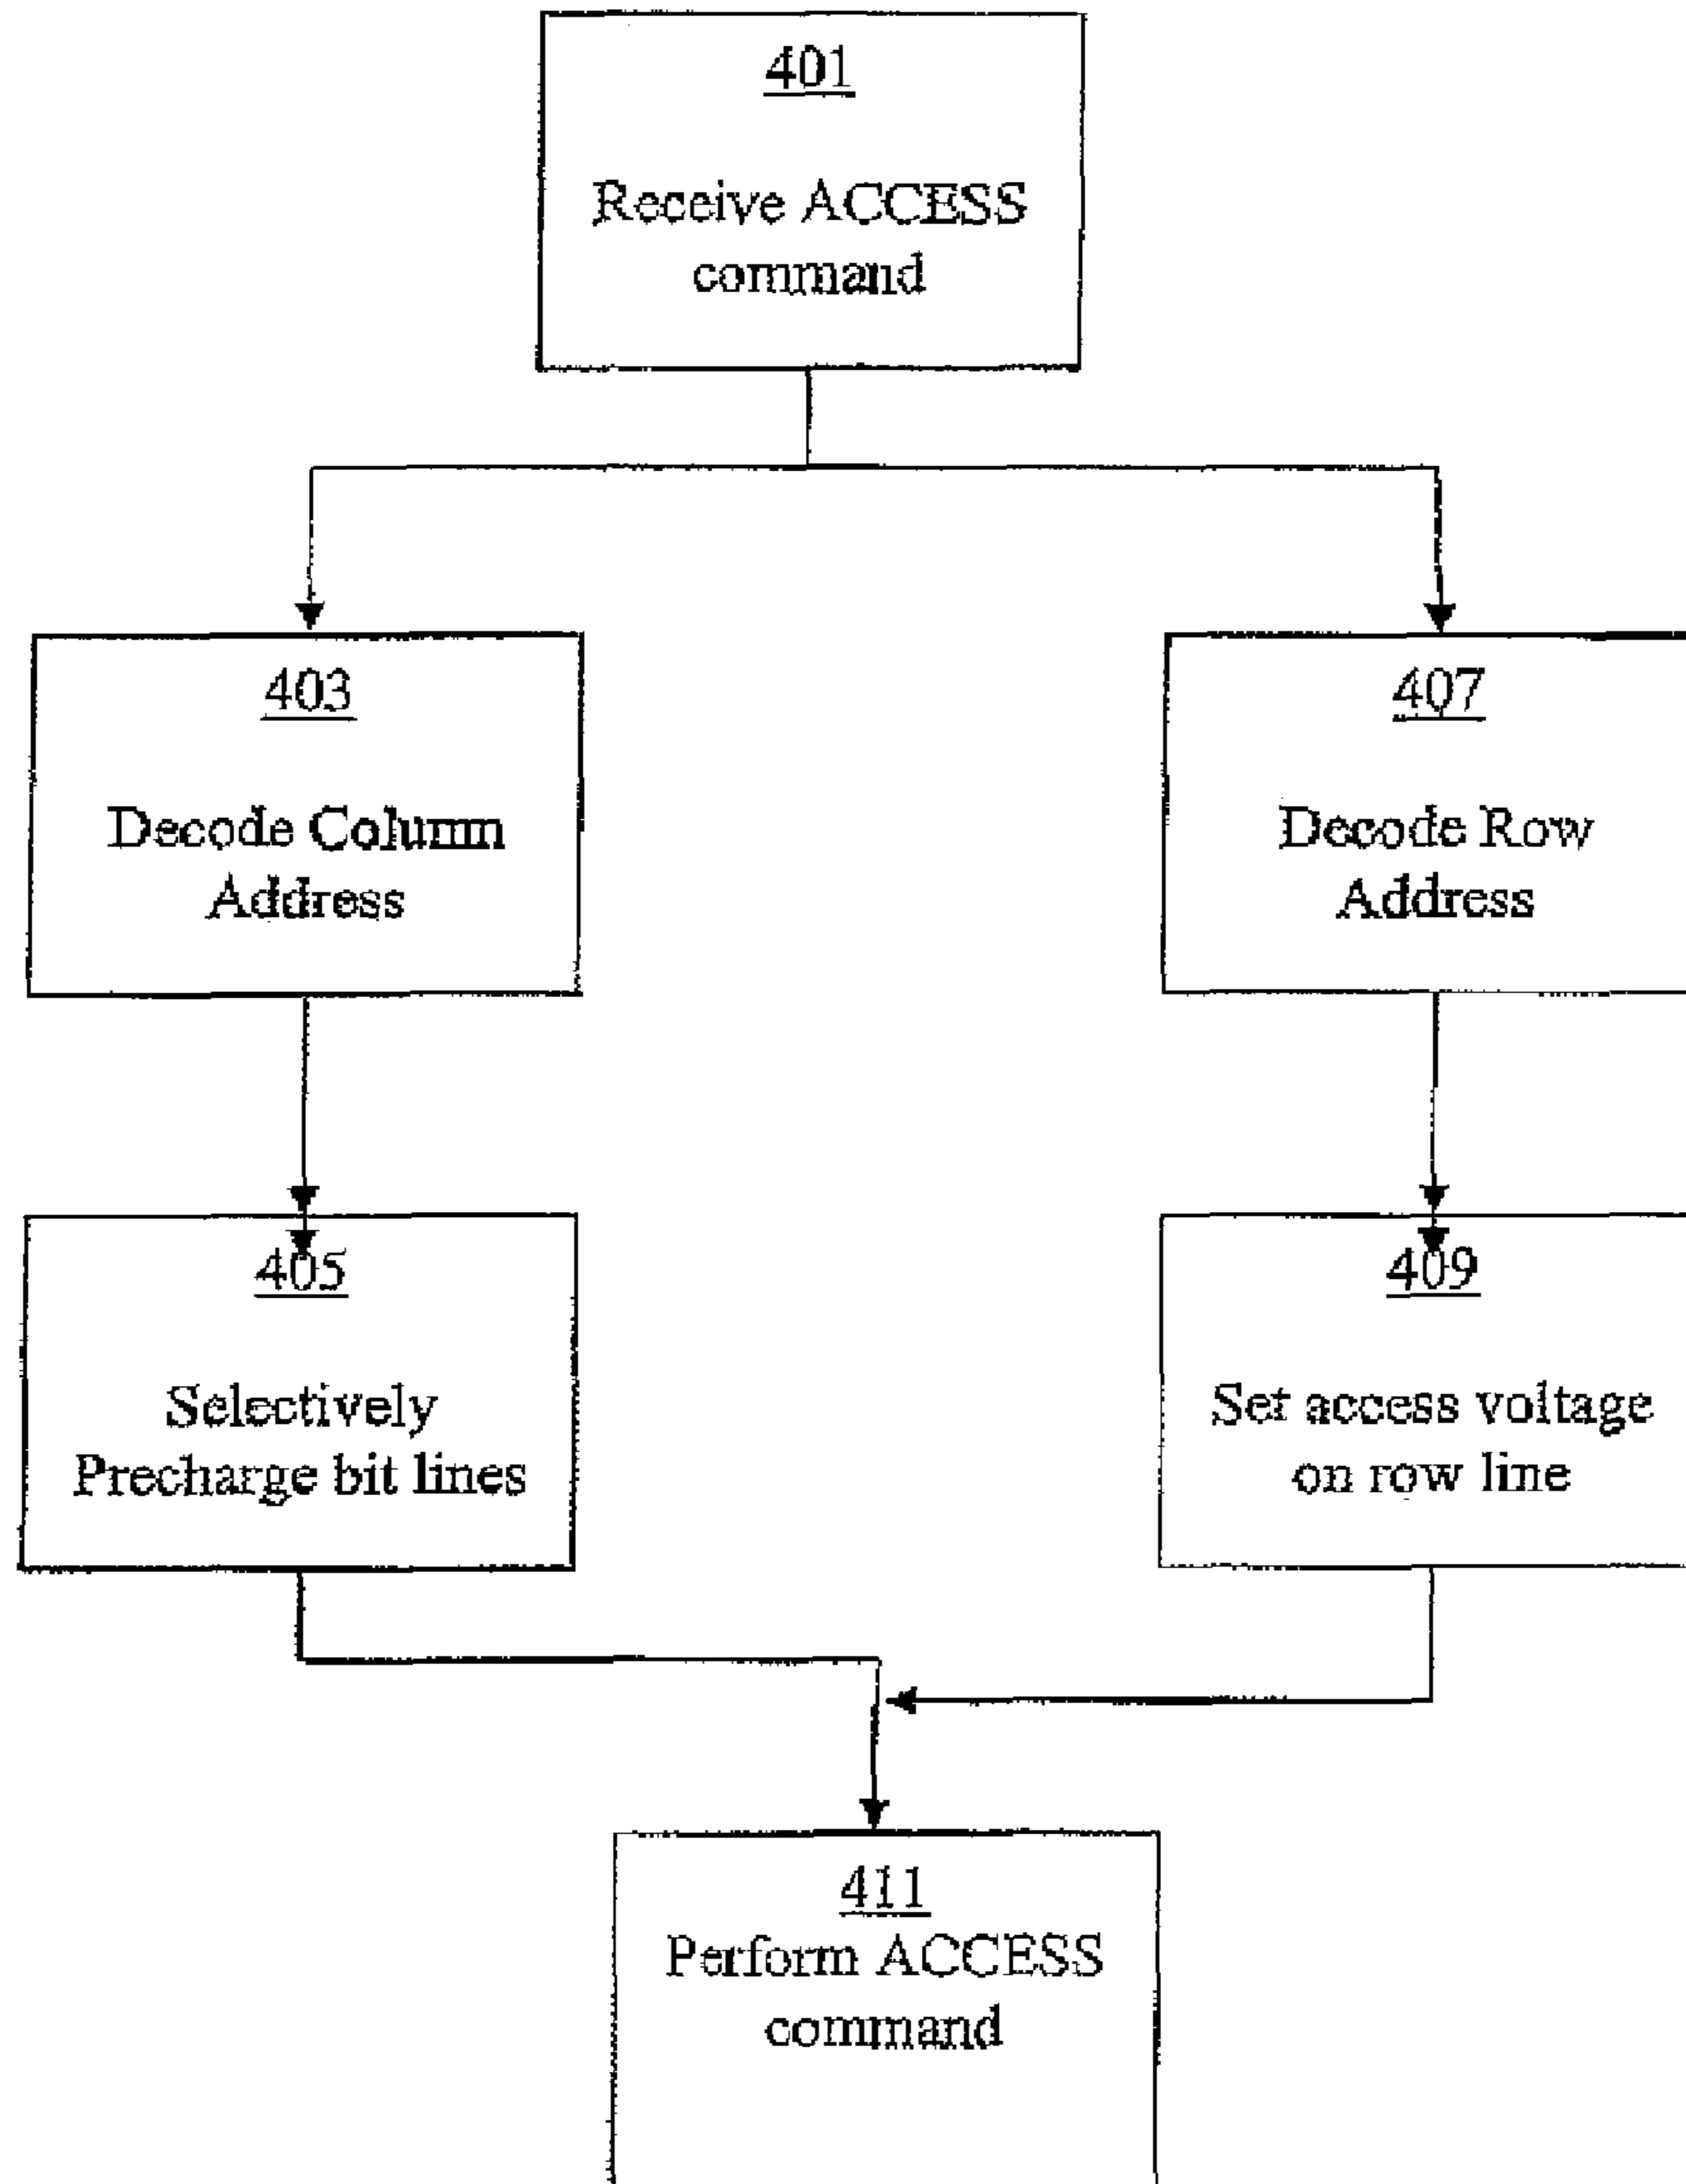 401
Receive ACCESS
command
403
Decode Column
Address
407
Decode Row
Address
405
Selectively
Precharge bit lines
409
Set access voltage
on row line
411
Perform ACCESS
command